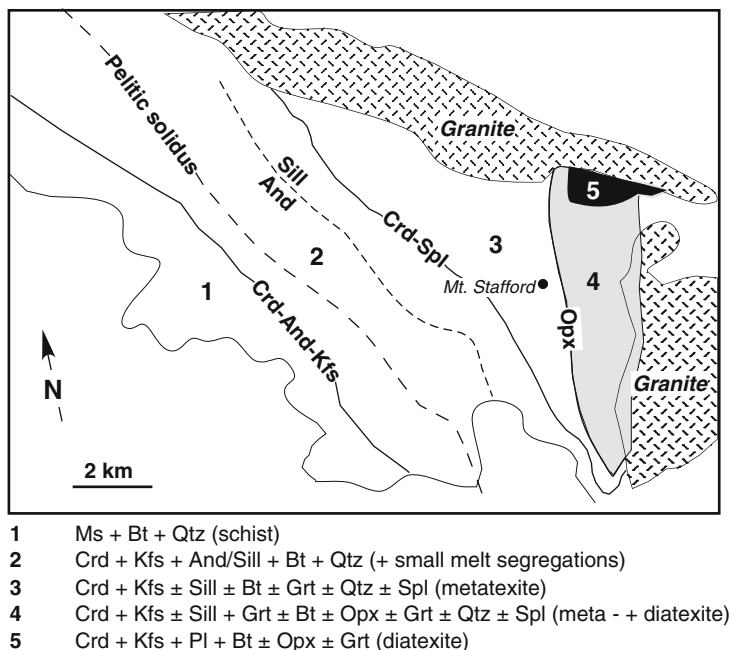 Pelitic solidus
Sill
And
Granite
5
Crd-Spl
3
2
4
Mt. Stafford
1
Crd-And-Kfs
Opx
N
Granite
2 km
1 Ms + Bt + Qtz (schist)
2 Crd + Kfs + And/Sill + Bt + Qtz (+ small melt segregations)
3 Crd + Kfs ± Sill ± Bt ± Grt ± Qtz ± Spl (metatexite)
4 Crd + Kfs ± Sill + Grt ± Bt ± Opx ± Grt ± Qtz ± Spl (meta - + diatexite)
5 Crd + Kfs + Pl + Bt ± Opx ± Grt (diatexite)